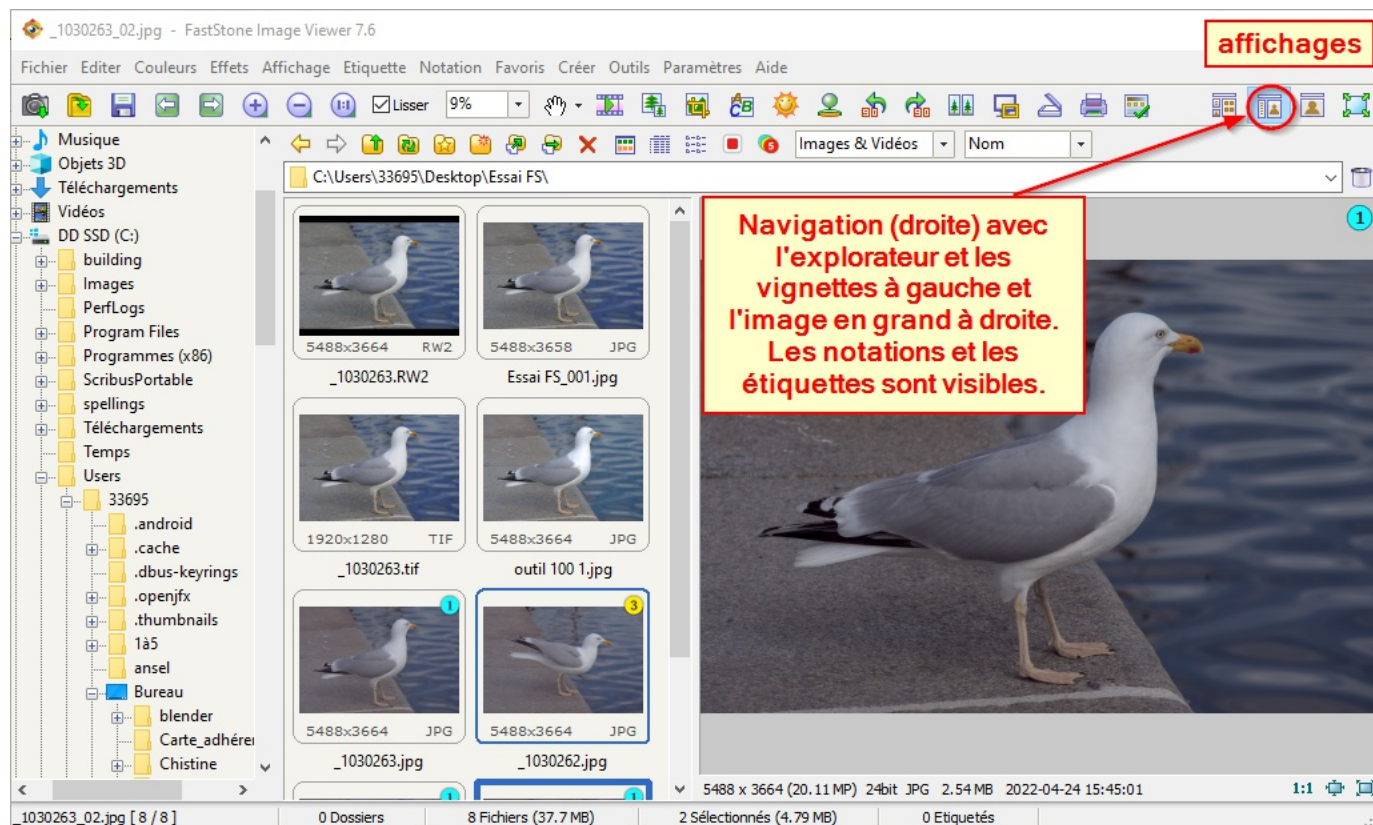 _1030263_02.jpg - FastStone Image Viewer 7.6
affichages
Fichier Editer Couleurs Effets Affichage Etiquette Notation Favoris Créer Outils Paramètres Aide
Lisser 9%
Images & Vidéos Nom
C:\Users\33695\Desktop\Essai FS\
Musique
Objets 3D
Téléchargements
Vidéos
DD SSD (C:)
building
Images
PerfLogs
Program Files
Programmes (x86)
ScribusPortable
spellings
Téléchargements
Temps
Users
33695
.android
.cache
.dbus-keyrings
.openjfx
.thumbnails
1à5
ansel
Bureau
blender
Carte_adhérer
Chistine
5488x3664 RW2
_1030263.RW2
5488x3658 JPG
Essai FS_001.jpg
1920x1280 TIF
_1030263.tif
5488x3664 JPG
outil 100 1.jpg
1
5488x3664 JPG
_1030263.jpg
3
5488x3664 JPG
_1030262.jpg
1
1
Navigation (droite) avec
l'explorateur et les
vignettes à gauche et
l'image en grand à droite.
Les notations et les
étiquettes sont visibles.
1
5488 x 3664 (20.11 MP) 24bit JPG 2.54 MB 2022-04-24 15:45:01 1:1
_1030263_02.jpg [ 8 / 8 ] 0 Dossiers 8 Fichiers (37.7 MB) 2 Sélectionnés (4.79 MB) 0 Etiquetés